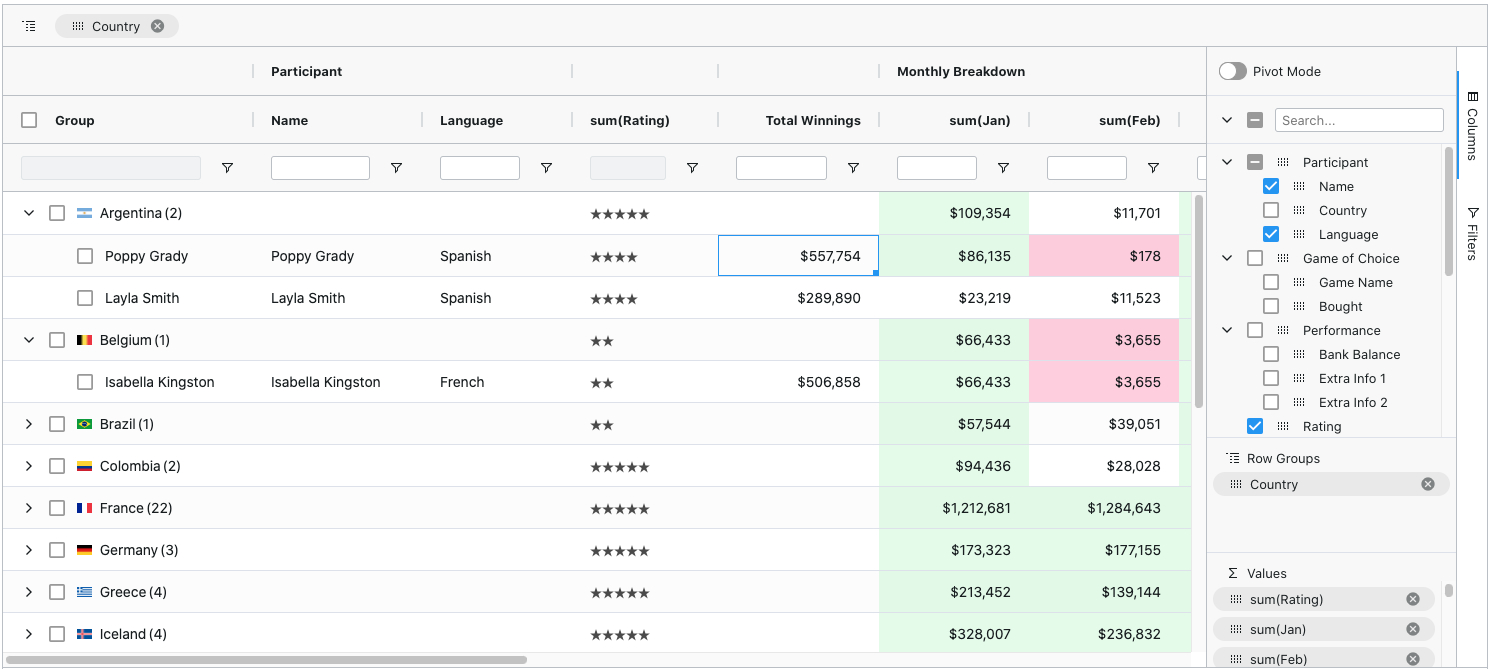 Country
Participant Monthly Breakdown Pivot Mode
Group Name Language sum(Rating) Total Winnings sum(Jan) sum(Feb) Search...
Argentina (2) $109,354 $11,701
Poppy Grady Poppy Grady Spanish $557,754 $86,135 $178
Layla Smith Layla Smith Spanish $289,890 $23,219 $11,523
Belgium (1) $66,433 $3,655
Isabella Kingston Isabella Kingston French $506,858 $66,433 $3,655
Brazil (1) $57,544 $39,051
Colombia (2) $94,436 $28,028
France (22) $1,212,681 $1,284,643
Germany (3) $173,323 $177,155
Greece (4) $213,452 $139,144
Iceland (4) $328,007 $236,832
Participant
Name
Country
Language
Game of Choice
Game Name
Bought
Performance
Bank Balance
Extra Info 1
Extra Info 2
Rating
Row Groups
Country
Values
sum(Rating)
sum(Jan)
sum(Feb)
Columns
Filters